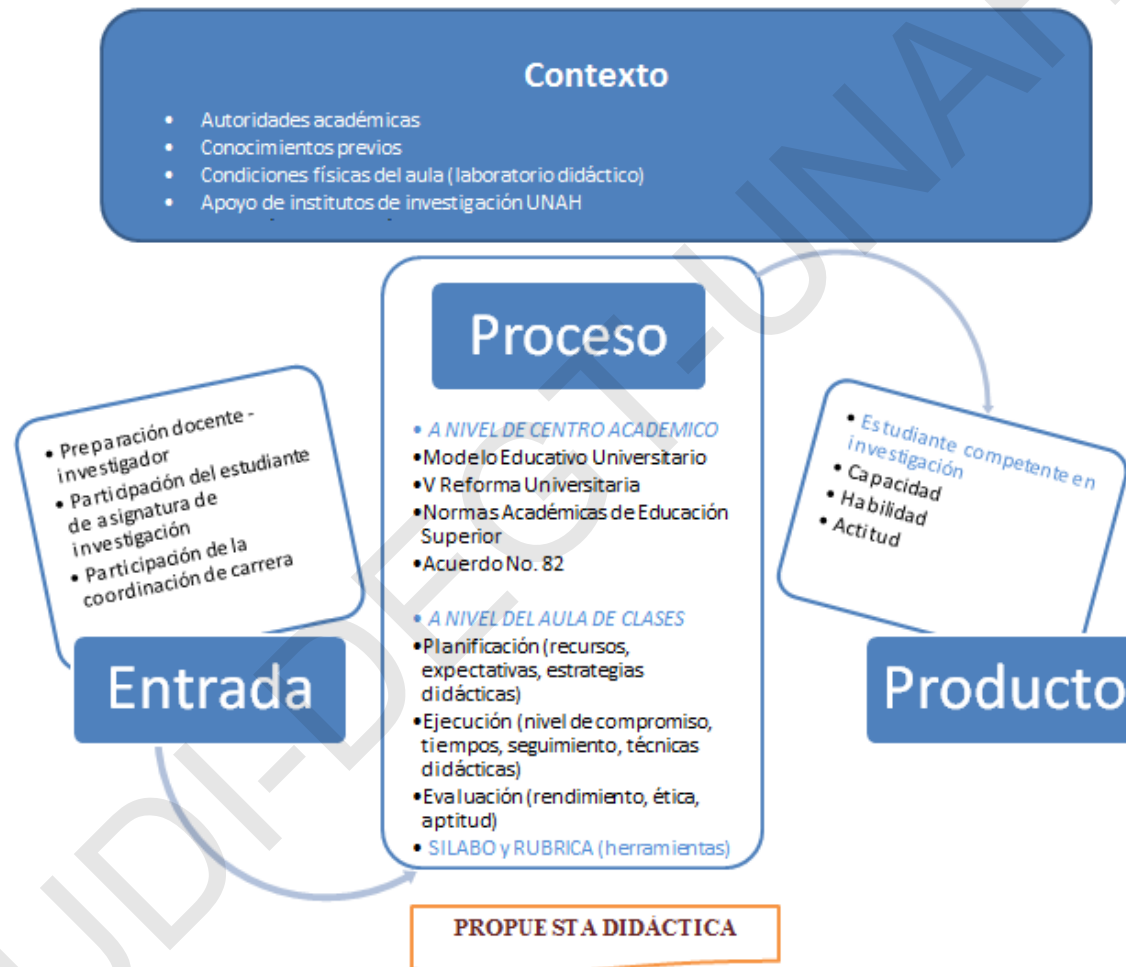 Contexto
• Autoridades académicas
• Conocimientos previos
• Condiciones físicas del aula (laboratorio didáctico)
• Apoyo de institutos de investigación UNAH
Proceso
• A NIVEL DE CENTRO ACADEMICO
•Modelo Educativo Universitario
•V Reforma Universitaria
•Normas Académicas de Educación
Superior
•Acuerdo No. 82
• A NIVEL DEL AULA DE CLASES
•Planificación (recursos,
expectativas, estrategias
didácticas)
•Ejecución (nivel de compromiso,
tiempos, seguimiento, técnicas
didácticas)
•Evaluación (rendimiento, ética,
aptitud)
• SILABO y RUBRICA (herramientas)
• Preparación docente -
investigador
• Participación del estudiante
de asignatura de
investigación
• Participación de la
coordinación de carrera
Entrada
• Estudiante competente en
investigación
• Capacidad
• Habilidad
• Actitud
Producto
PROPUESTA DIDÁCTICA
UDI-DEGT-UNAH